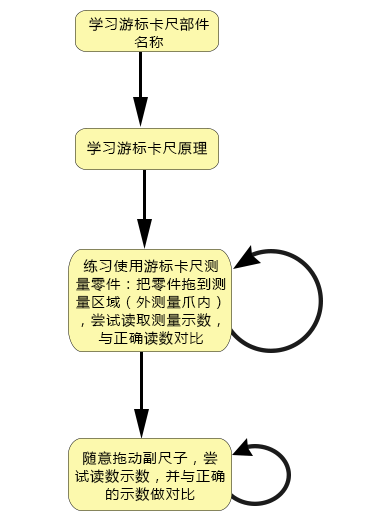 学习游标卡尺部件
名称
学习游标卡尺原理
练习使用游标卡尺测
量零件：把零件拖到测
量区域（外测量爪内）
，尝试读取测量示数，
与正确读数对比
随意拖动副尺子，尝
试读数示数，并与正确
的示数做对比